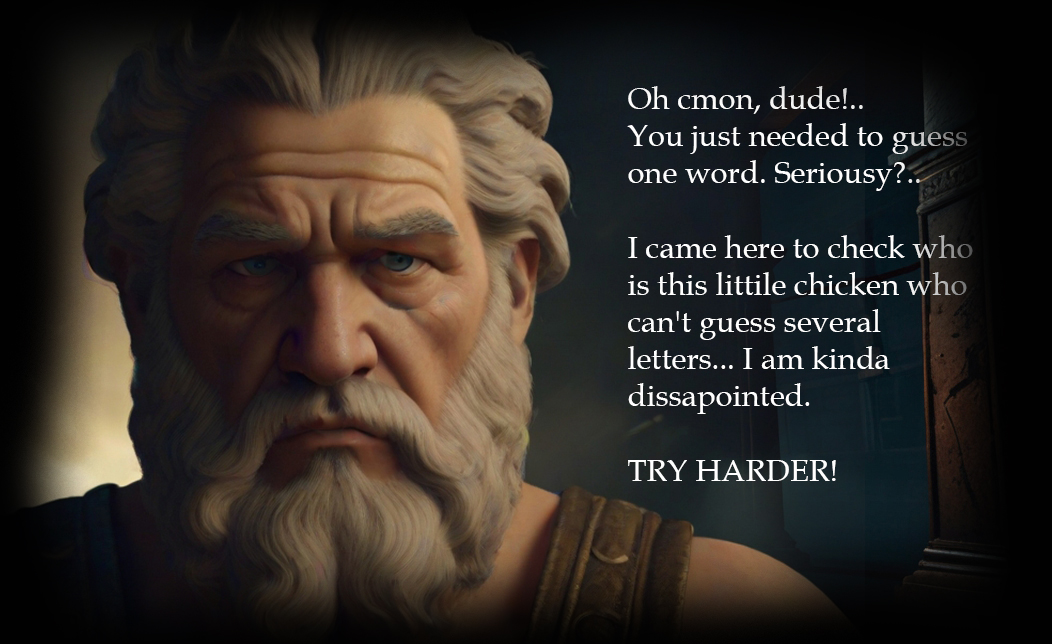 Oh cmon, dude!..
You just needed to guess
one word. Seriousy?..
I came here to check who
is this littile chicken who
can't guess several
letters... I am kinda
dissapointed.
TRY HARDER!